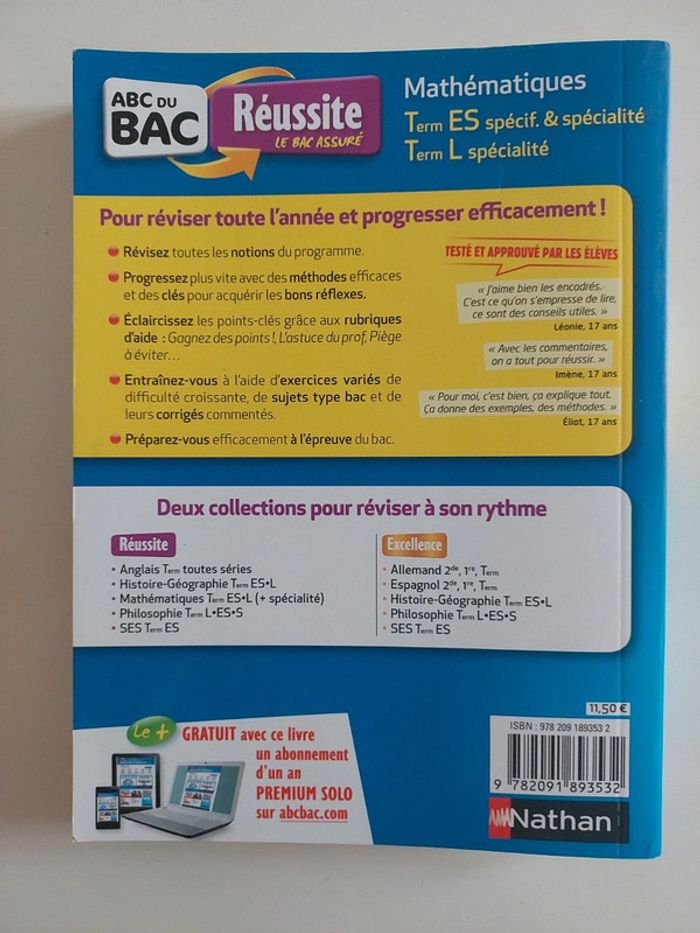 ABC DU
BAC
Réussite
LE BAC ASSURÉ
Mathématiques
Term ES spécif. & spécialité
Term L spécialité
Pour réviser toute l'année et progresser efficacement !
• Révisez toutes les notions du programme.
• Progressez plus vite avec des méthodes efficaces
et des clés pour acquérir les bons réflexes.
• Éclaircissez les points-clés grâce aux rubriques
d'aide : Gagnez des points !, L'astuce du prof, Piège
à éviter…
• Entraînez-vous à l'aide d'exercices variés de
difficulté croissante, de sujets type bac et de
leurs corrigés commentés.
• Préparez-vous efficacement à l'épreuve du bac.
TESTÉ ET APPROUVÉ PAR LES ÉLÈVES
« J'aime bien les encadrés.
C'est ce qu'on s'empresse de lire,
ce sont des conseils utiles. »
Léonie, 17 ans
« Avec les commentaires,
on a tout pour réussir. »
Imène, 17 ans
« Pour moi, c'est bien, ça explique tout.
Ça donne des exemples, des méthodes. »
Éliot, 17 ans
Deux collections pour réviser à son rythme
Réussite
• Anglais Term toutes séries
• Histoire-Géographie Term ES•L
• Mathématiques Term ES•L (+ spécialité)
• Philosophie Term L•ES•S
• SES Term ES
Excellence
• Allemand 2de, 1re, Term
• Espagnol 2de, 1re, Term
• Histoire-Géographie Term ES•L
• Philosophie Term L•ES•S
• SES Term ES
Le +
GRATUIT avec ce livre
un abonnement
d'un an
PREMIUM SOLO
sur abcbac.com
11,50 €
ISBN : 978 209 189353 2
9 782091 893532
Nathan